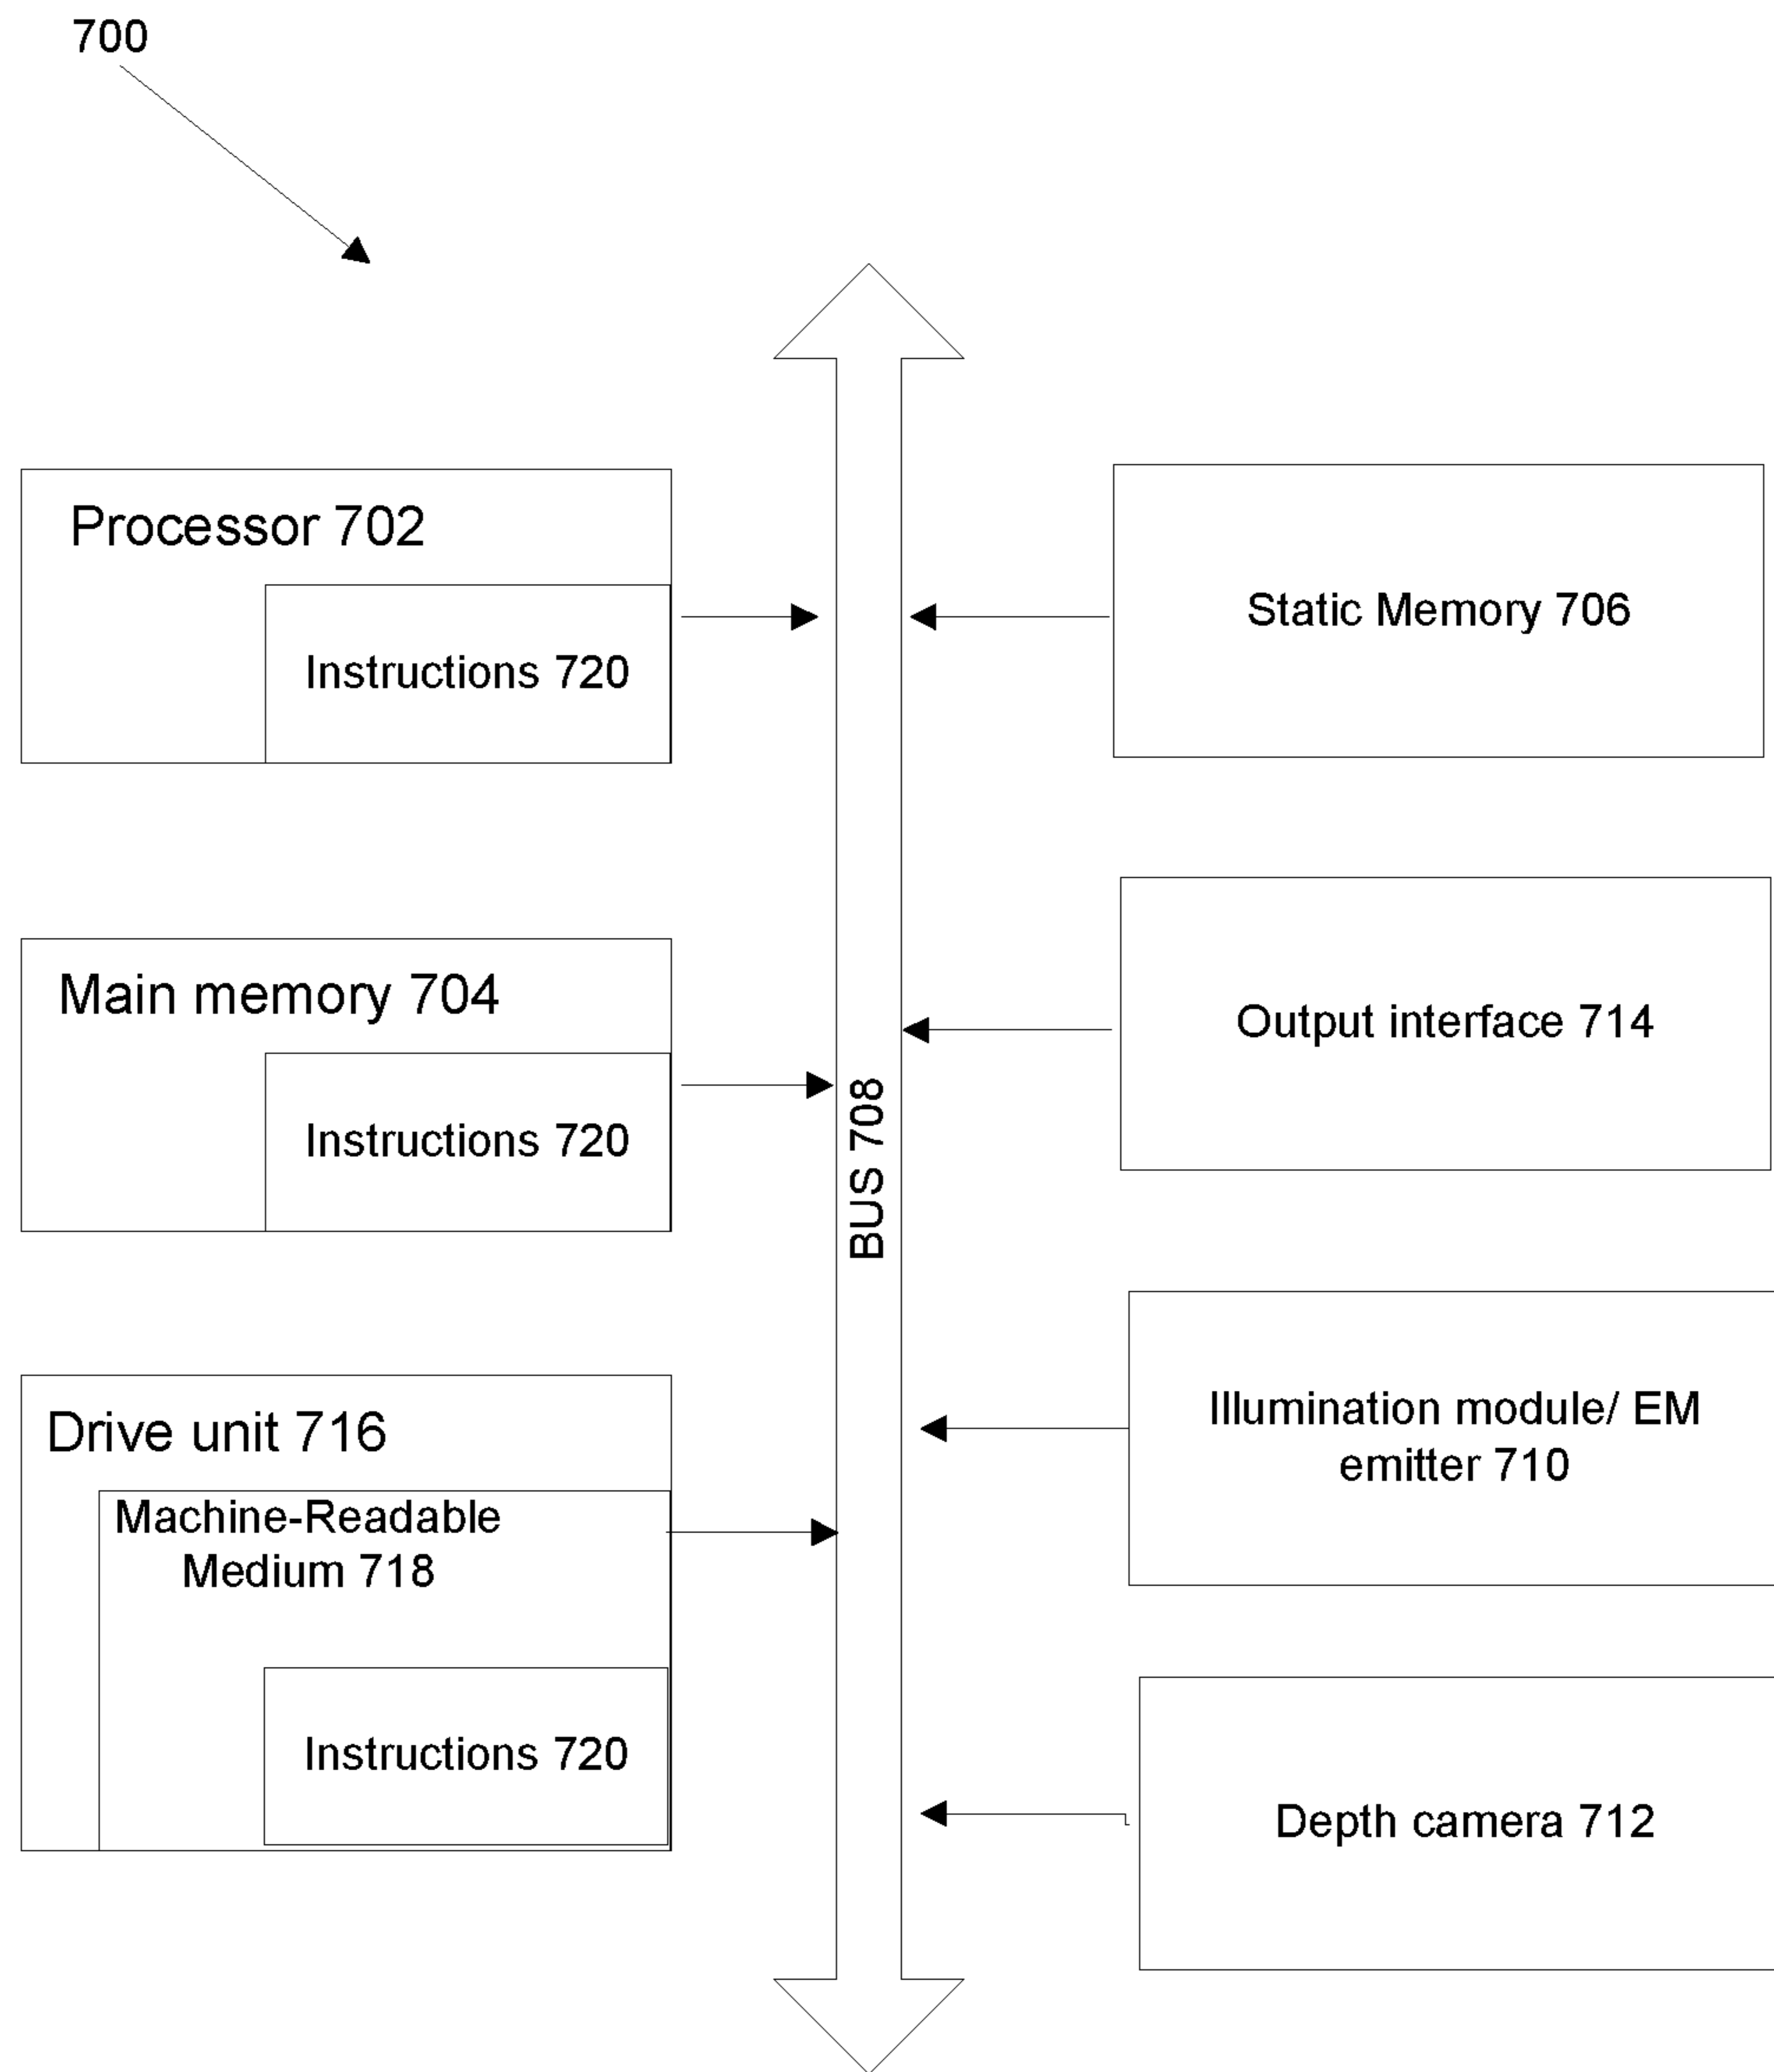 700
Processor 702
Instructions 720
Static Memory 706
Main memory 704
Instructions 720
Output interface 714
BUS 708
Drive unit 716
Machine-Readable
Medium 718
Instructions 720
Illumination module/ EM
emitter 710
Depth camera 712